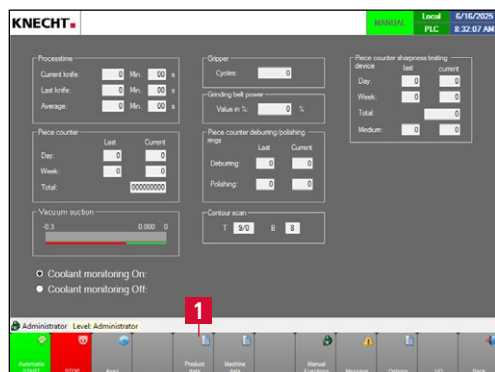 KNECHT
MANUAL
Local
6/16/2025
PLC
8:32:07 AM
Processtime
Current knife: 0 Min. 00 s
Last knife: 0 Min. 00 s
Average: 0 Min. 00 s
Gripper
Cycles: 0
Grinding belt power
Value in %: 0 %
Piece counter sharpness testing
device last current
Day: 0 0
Week: 0 0
Total: 0
Medium: 0 0
Piece counter
Last Current
Day: 0 0
Week: 0 0
Total: 000000000
Piece counter deburring/polishing
rings
Last Current
Deburring: 0 0
Polishing: 0 0
Vacuum suction
-0.3 0.000 0
Contour scan
T 9/0 B 8
Coolant monitoring On:
Coolant monitoring Off:
1
Administrator Level: Administrator
Automatic
START
STOP
Product
data
Machine
data
Manual
Functions
Message
Options
I/O
Back